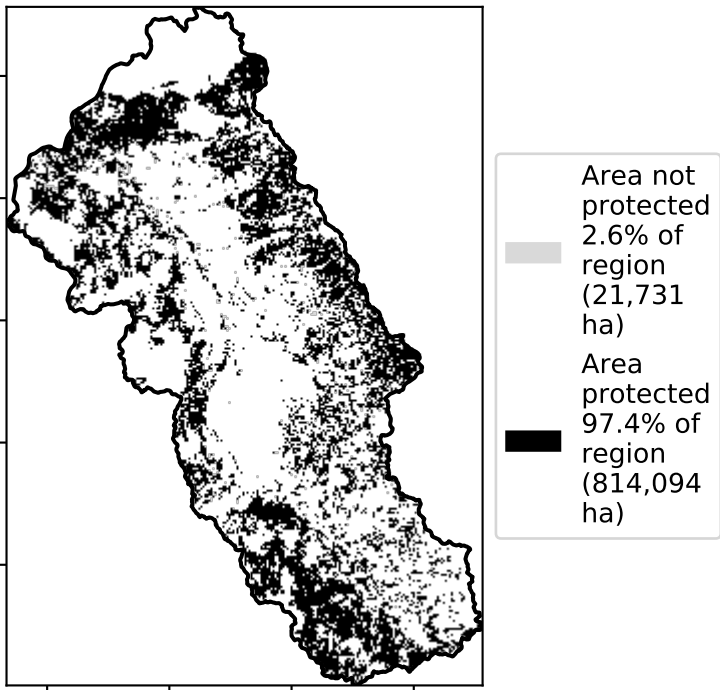 Area not
protected
2.6% of
region
(21,731
ha)
Area
protected
97.4% of
region
(814,094
ha)